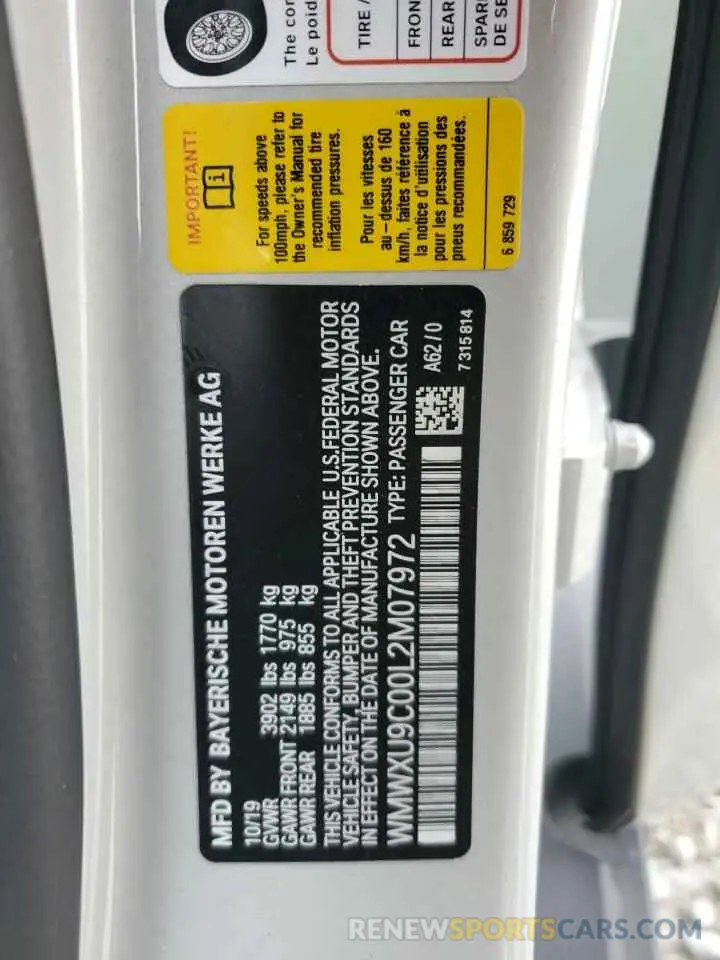 The cor
Le poid
TIRE /
FRON
REAR
SPARE
DE SE
IMPORTANT!
For speeds above
100mph, please refer to
the Owner's Manual for
recommended tire
inflation pressures.
Pour les vitesses
au-dessus de 160
km/h, faites référence à
la notice d'utilisation
pour les pressions des
pneus recommandées.
6 859 729
MFD BY BAYERISCHE MOTOREN WERKE AG
10/19
GVWR 3902 lbs 1770 kg
GAWR FRONT 2149 lbs 975 kg
GAWR REAR 1885 lbs 855 kg
THIS VEHICLE CONFORMS TO ALL APPLICABLE U.S. FEDERAL MOTOR
VEHICLE SAFETY, BUMPER AND THEFT PREVENTION STANDARDS
IN EFFECT ON THE DATE OF MANUFACTURE SHOWN ABOVE.
WMWXU9C00L2M07972 TYPE: PASSENGER CAR
A62/0
7 315 814
RENEWSPORTSCARS.COM